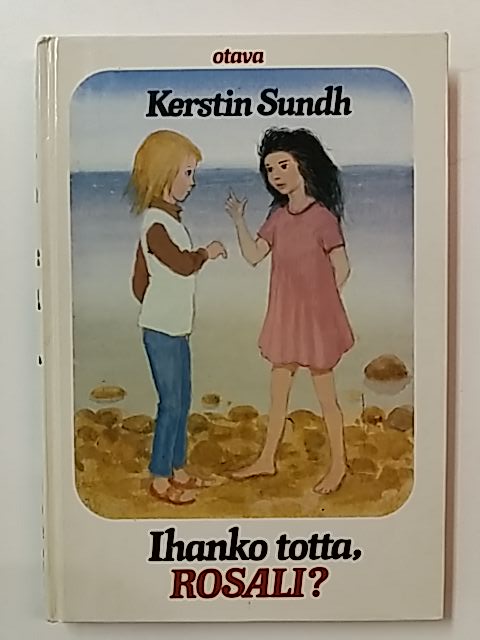 otava
Kerstin Sundh
Ihanko totta,
ROSALI?